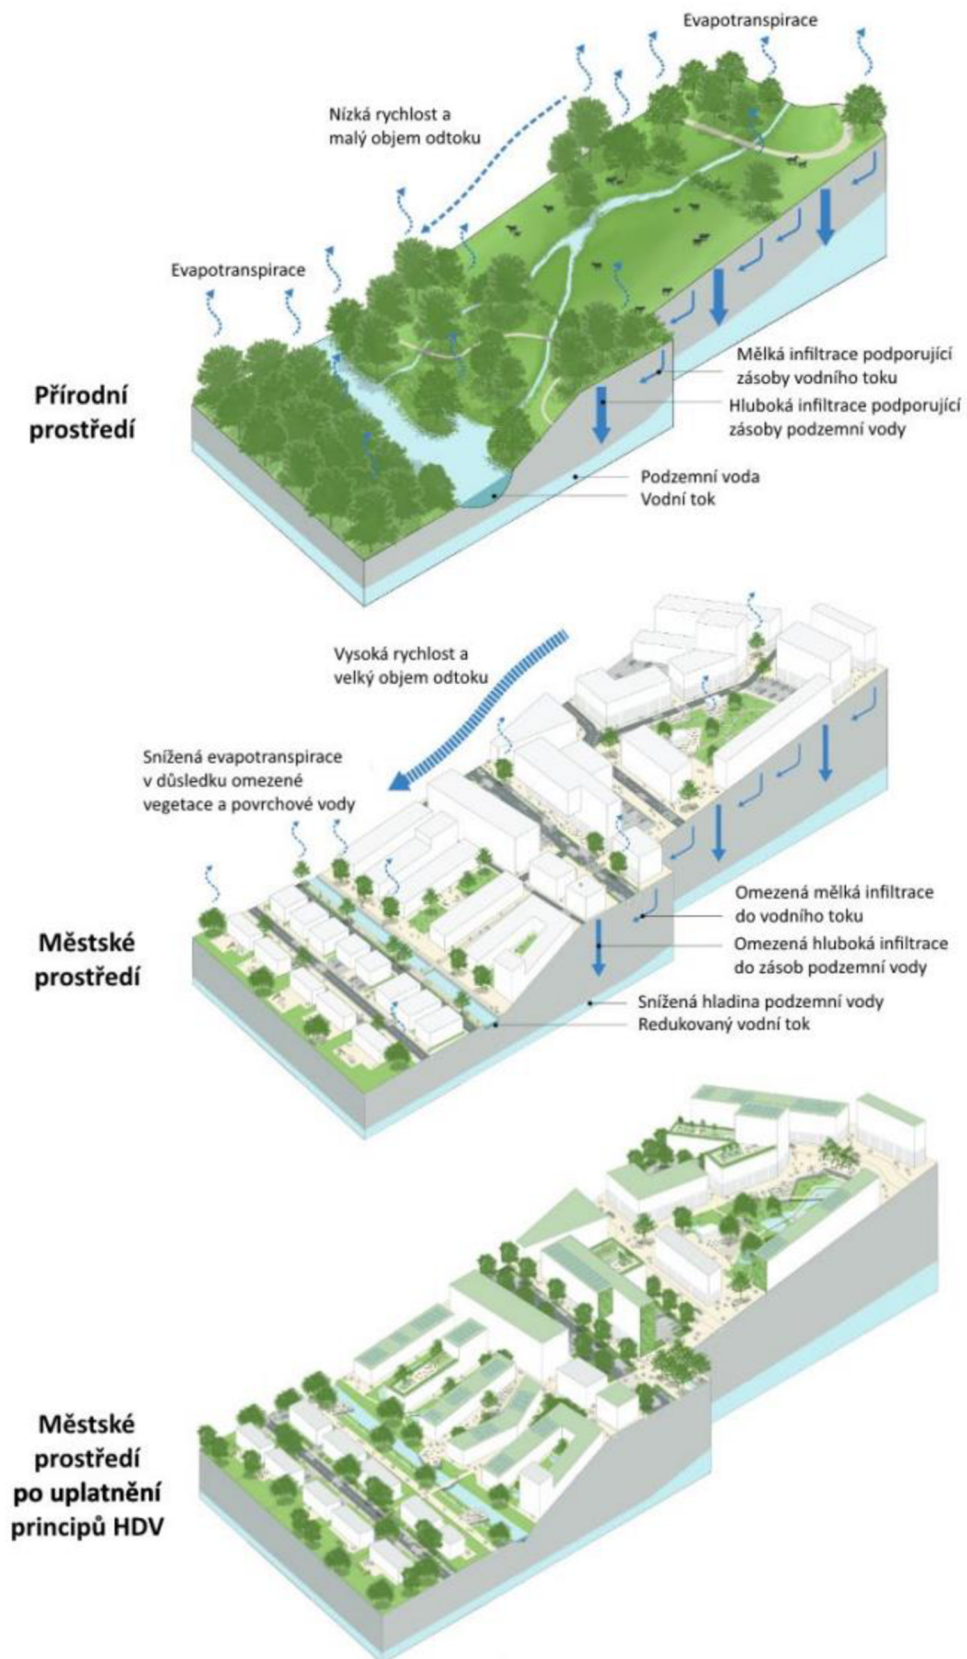 Evapotranspirace
Nízká rychlost a
malý objem odtoku
Evapotranspirace
Přírodní
prostředí
Mělká infiltrace podporující
zásoby vodního toku
Hluboká infiltrace podporující
zásoby podzemní vody
Podzemní voda
Vodní tok
Vysoká rychlost a
velký objem odtoku
Snížená evapotranspirace
v důsledku omezené
vegetace a povrchové vody
Městské
prostředí
Omezená mělká infiltrace
do vodního toku
Omezená hluboká infiltrace
do zásob podzemní vody
Snížená hladina podzemní vody
Redukovaný vodní tok
Městské
prostředí
po uplatnění
principů HDV